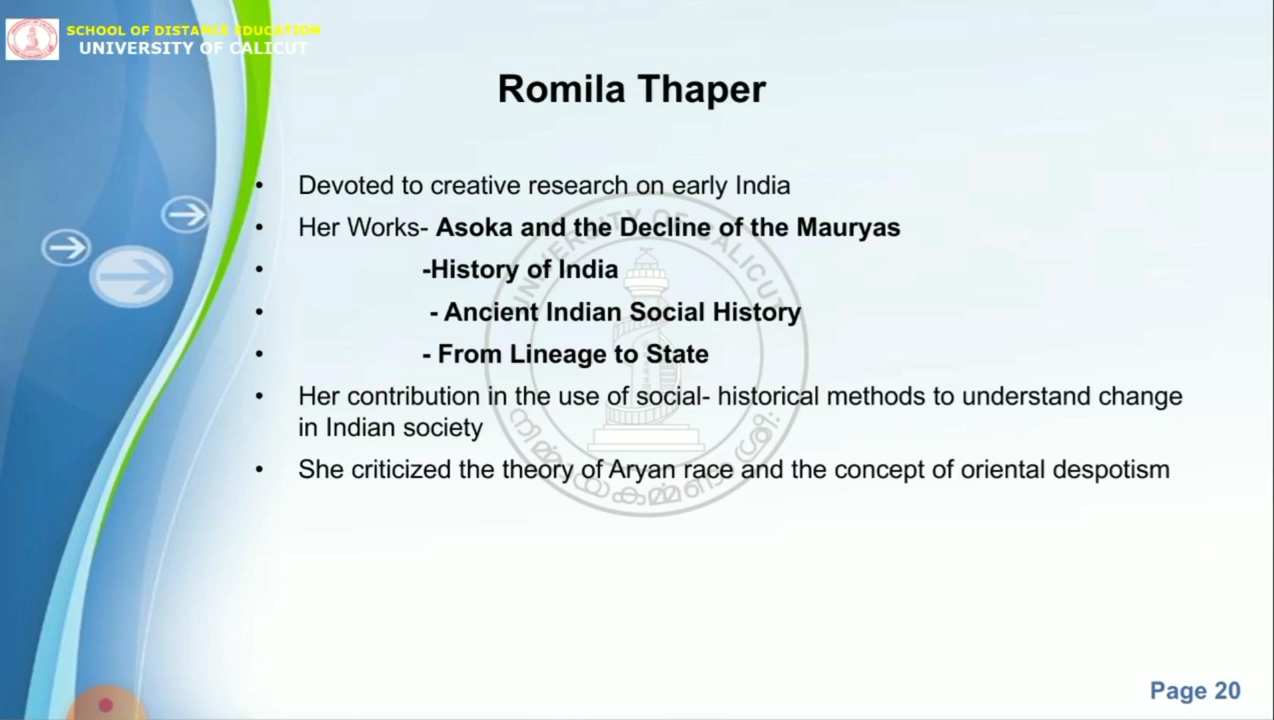 SCHOOL OF DISTANCE EDUCATION
UNIVERSITY OF CALICUT
Romila Thaper
• Devoted to creative research on early India
• Her Works- Asoka and the Decline of the Mauryas
• -History of India
• - Ancient Indian Social History
• - From Lineage to State
• Her contribution in the use of social- historical methods to understand change
in Indian society
• She criticized the theory of Aryan race and the concept of oriental despotism
UNIVERSITY OF CALICUT
Page 20